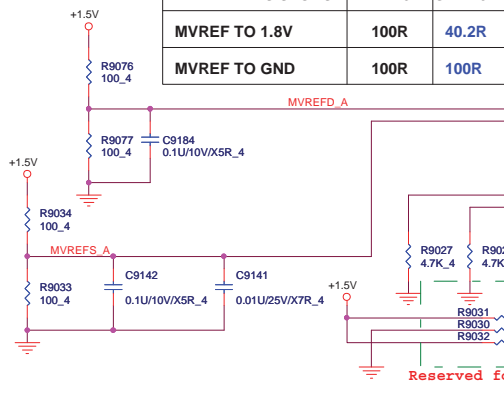 +1.5V
MVREF TO 1.8V 100R 40.2R
MVREF TO GND 100R 100R
R9076
100_4
MVREFD_A
R9077
100_4
C9184
0.1U/10V/X5R_4
+1.5V
R9034
100_4
MVREFS_A
R9033
100_4
C9142
0.1U/10V/X5R_4
C9141
0.01U/25V/X7R_4
R9027
4.7K_4
4.7K
+1.5V
R9031
R9030
R9032
Reserved